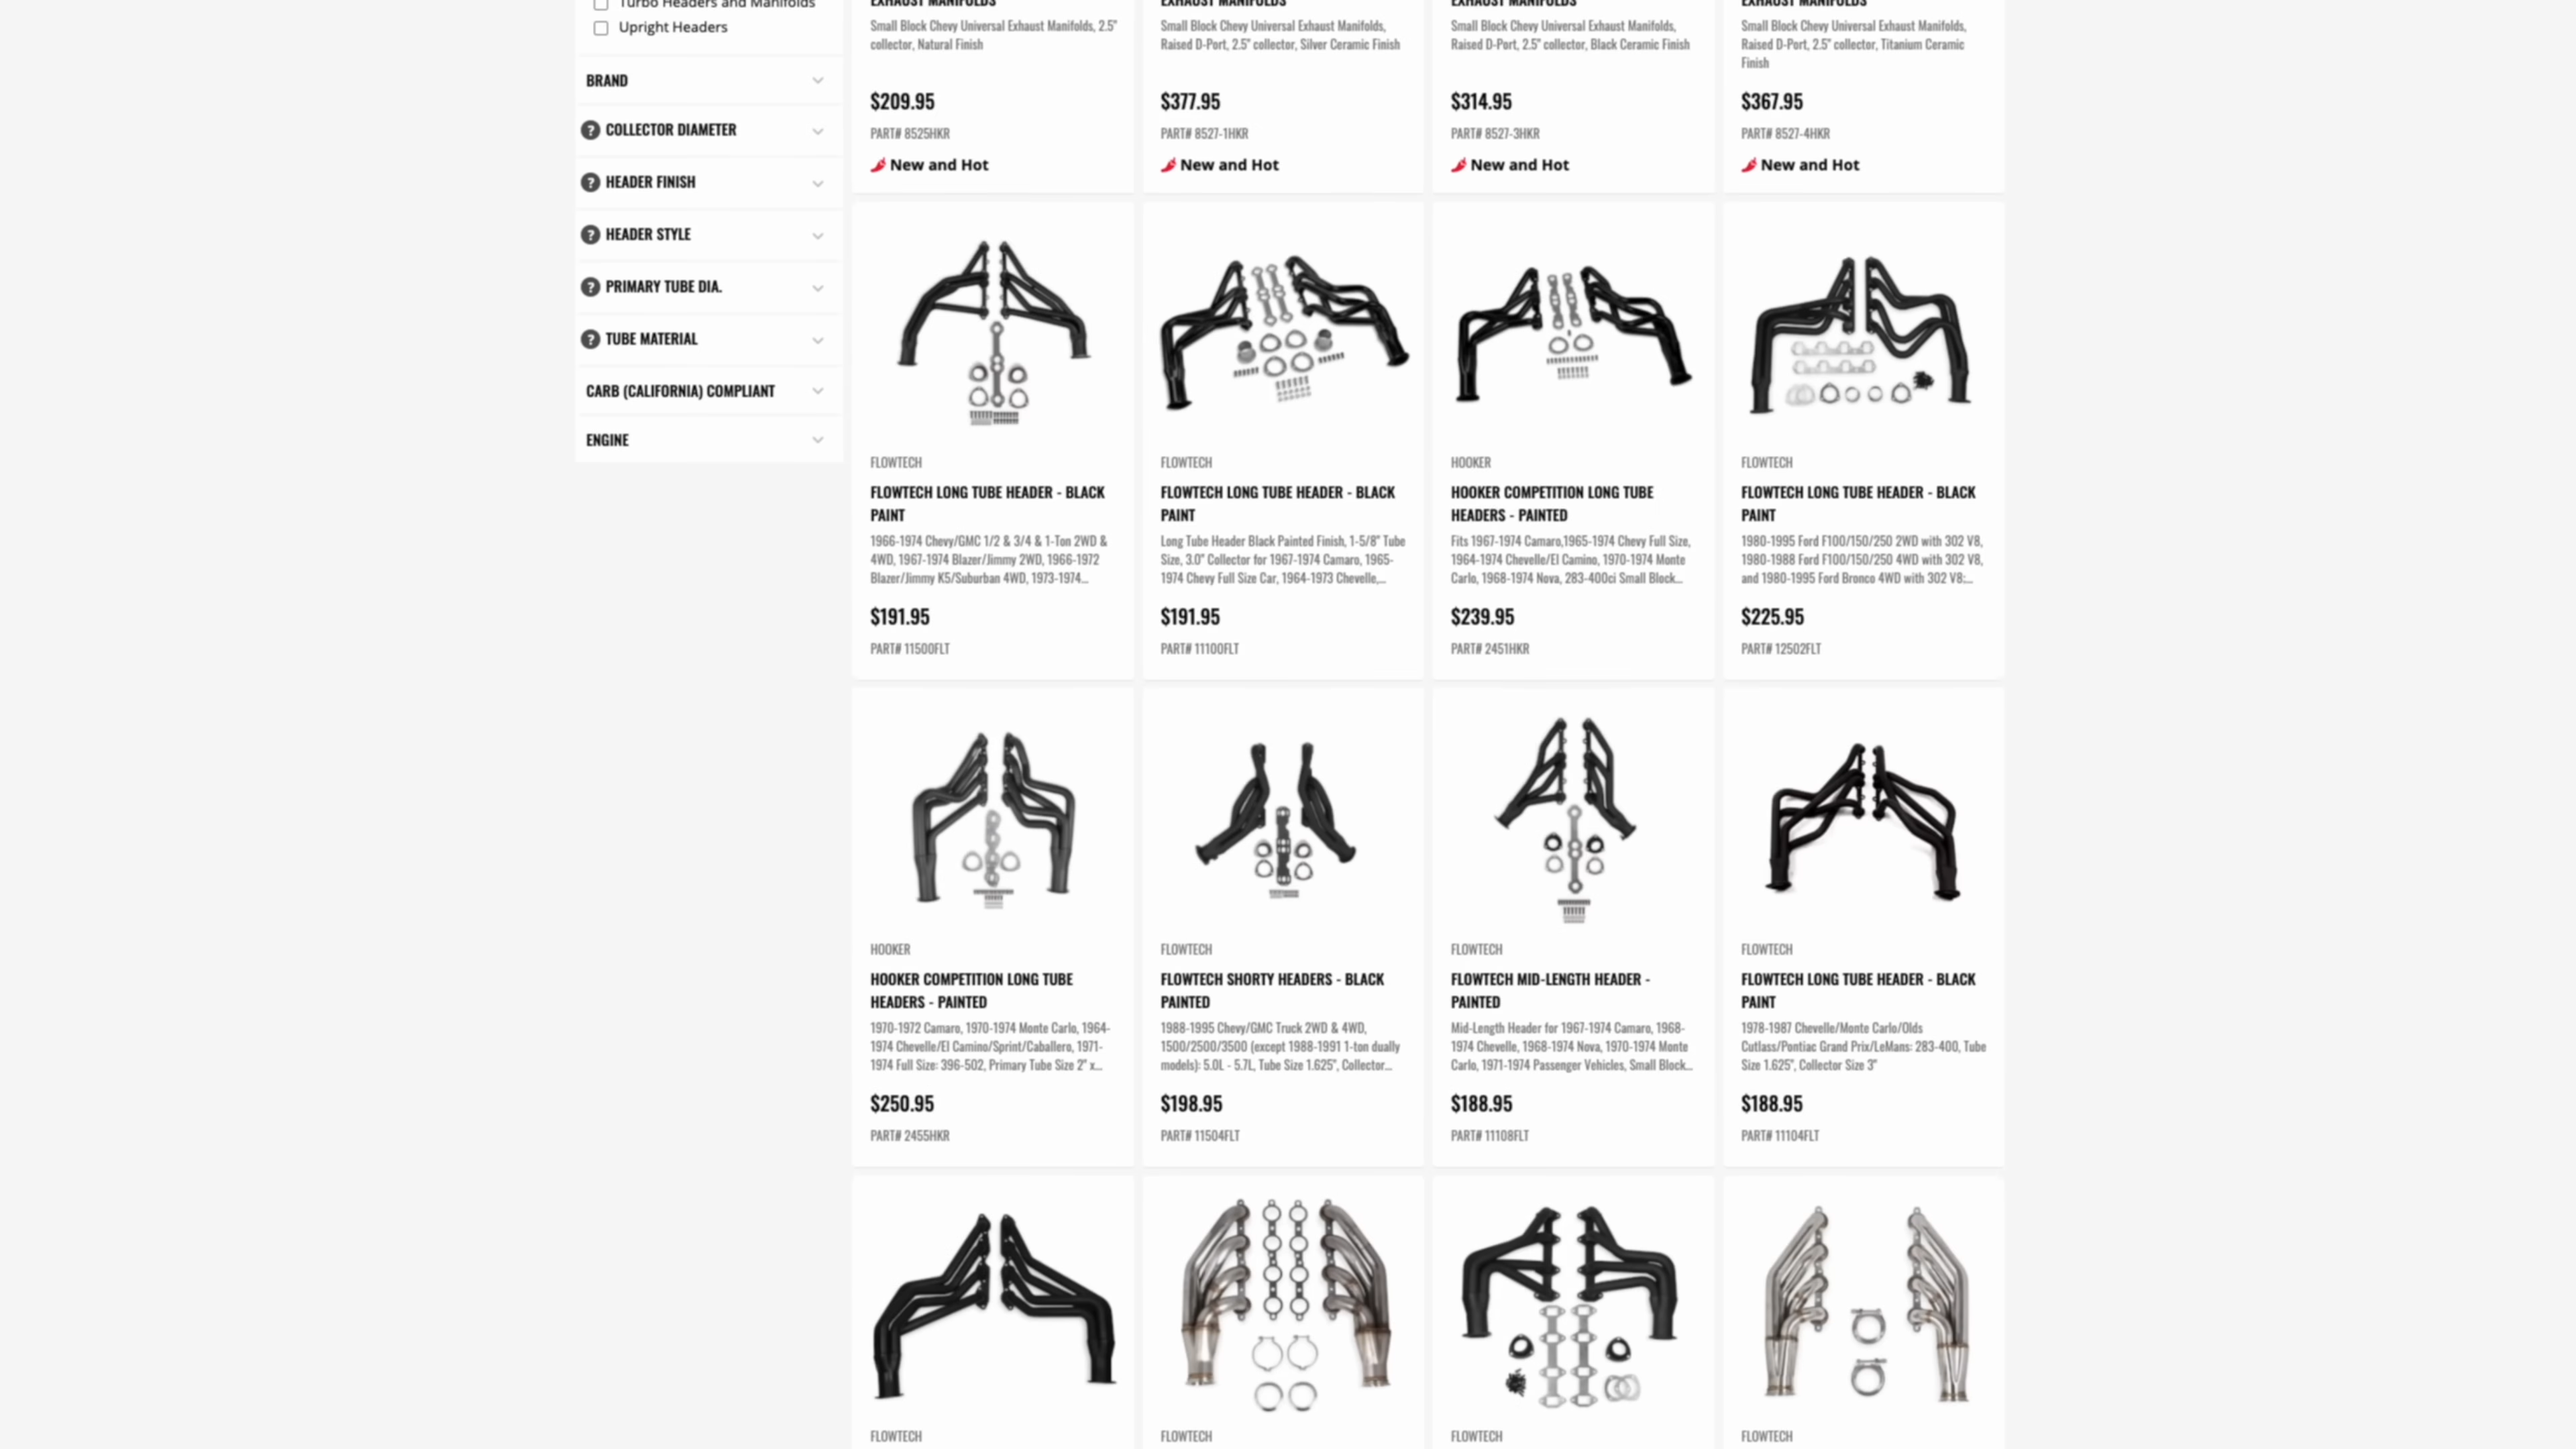 Turbo Headers and Manifolds
Upright Headers
BRAND
? COLLECTOR DIAMETER
? HEADER FINISH
? HEADER STYLE
? PRIMARY TUBE DIA.
? TUBE MATERIAL
CARB (CALIFORNIA) COMPLIANT
ENGINE
EXHAUST MANIFOLDS
Small Block Chevy Universal Exhaust Manifolds, 2.5"
collector, Natural Finish
$209.95
PART# 8525HKR
New and Hot
EXHAUST MANIFOLDS
Small Block Chevy Universal Exhaust Manifolds,
Raised D-Port, 2.5" collector, Silver Ceramic Finish
$377.95
PART# 8527-1HKR
New and Hot
EXHAUST MANIFOLDS
Small Block Chevy Universal Exhaust Manifolds,
Raised D-Port, 2.5" collector, Black Ceramic Finish
$314.95
PART# 8527-3HKR
New and Hot
EXHAUST MANIFOLDS
Small Block Chevy Universal Exhaust Manifolds,
Raised D-Port, 2.5" collector, Titanium Ceramic
Finish
$367.95
PART# 8527-4HKR
New and Hot
FLOWTECH
FLOWTECH LONG TUBE HEADER - BLACK
PAINT
1966-1974 Chevy/GMC 1/2 & 3/4 & 1-Ton 2WD &
4WD, 1967-1974 Blazer/Jimmy 2WD, 1966-1972
Blazer/Jimmy K5/Suburban 4WD, 1973-1974...
$191.95
PART# 11500FLT
FLOWTECH
FLOWTECH LONG TUBE HEADER - BLACK
PAINT
Long Tube Header Black Painted Finish, 1-5/8" Tube
Size, 3.0" Collector for 1967-1974 Camaro, 1965-
1974 Chevy Full Size Car, 1964-1973 Chevelle,...
$191.95
PART# 11100FLT
HOOKER
HOOKER COMPETITION LONG TUBE
HEADERS - PAINTED
Fits 1967-1974 Camaro,1965-1974 Chevy Full Size,
1964-1974 Chevelle/El Camino, 1970-1974 Monte
Carlo, 1968-1974 Nova, 283-400ci Small Block...
$239.95
PART# 2451HKR
FLOWTECH
FLOWTECH LONG TUBE HEADER - BLACK
PAINT
1980-1995 Ford F100/150/250 2WD with 302 V8,
1980-1988 Ford F100/150/250 4WD with 302 V8,
and 1980-1995 Ford Bronco 4WD with 302 V8:...
$225.95
PART# 12502FLT
HOOKER
HOOKER COMPETITION LONG TUBE
HEADERS - PAINTED
1970-1972 Camaro, 1970-1974 Monte Carlo, 1964-
1974 Chevelle/El Camino/Sprint/Caballero, 1971-
1974 Full Size: 396-502, Primary Tube Size 2" x...
$250.95
PART# 2455HKR
FLOWTECH
FLOWTECH SHORTY HEADERS - BLACK
PAINTED
1988-1995 Chevy/GMC Truck 2WD & 4WD,
1500/2500/3500 (except 1988-1991 1-ton dually
models): 5.0L - 5.7L, Tube Size 1.625", Collector...
$198.95
PART# 11504FLT
FLOWTECH
FLOWTECH MID-LENGTH HEADER -
PAINTED
Mid-Length Header for 1967-1974 Camaro, 1968-
1974 Chevelle, 1968-1974 Nova, 1970-1974 Monte
Carlo, 1971-1974 Passenger Vehicles, Small Block...
$188.95
PART# 11108FLT
FLOWTECH
FLOWTECH LONG TUBE HEADER - BLACK
PAINT
1978-1987 Chevelle/Monte Carlo/Olds
Cutlass/Pontiac Grand Prix/LeMans: 283-400, Tube
Size 1.625", Collector Size 3"
$188.95
PART# 11104FLT
FLOWTECH
FLOWTECH
FLOWTECH
FLOWTECH